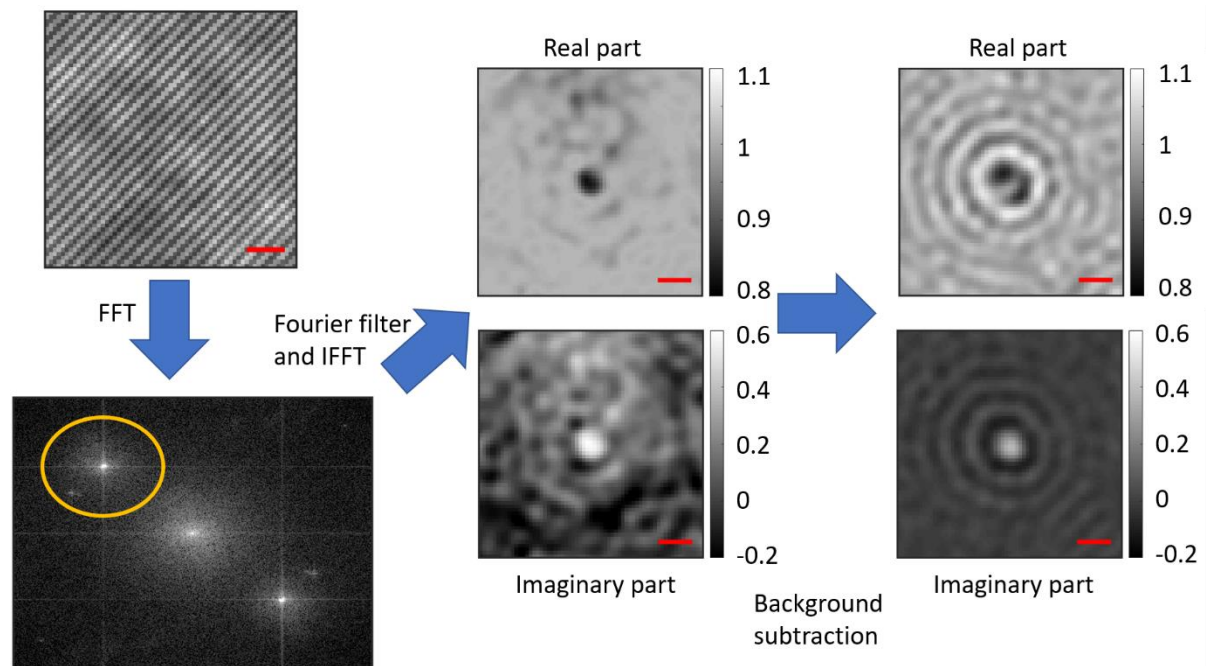 FFT
Fourier filter
and IFFT
Real part
1.1
1
0.9
0.8
0.6
0.4
0.2
0
-0.2
Imaginary part
Background
subtraction
Real part
1.1
1
0.9
0.8
0.6
0.4
0.2
0
-0.2
Imaginary part